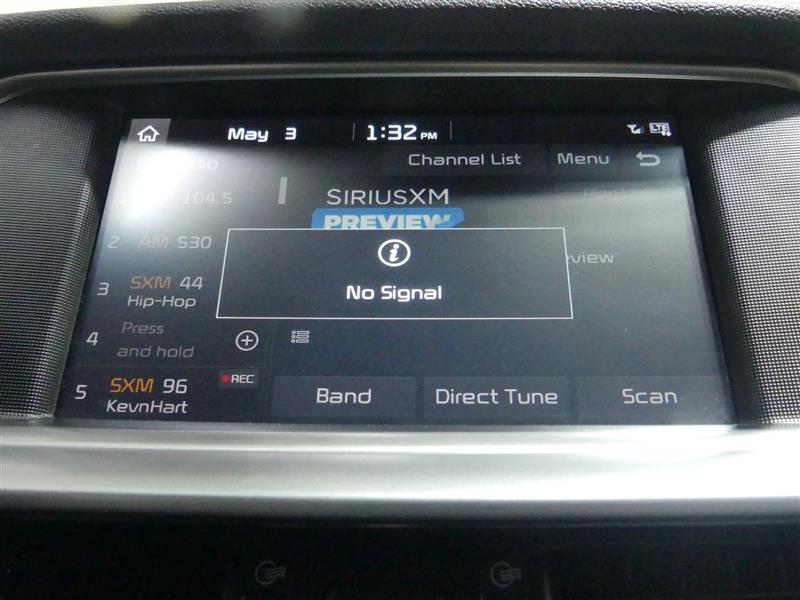 May 3
1:32 PM
LTE
Channel List
Menu
104.5
SIRIUSXM
PREVIEW
2 AM 530
3 SXM 44
Hip-Hop
No Signal
4 Press
and hold
5 SXM 96
REC
KevnHart
Band
Direct Tune
Scan